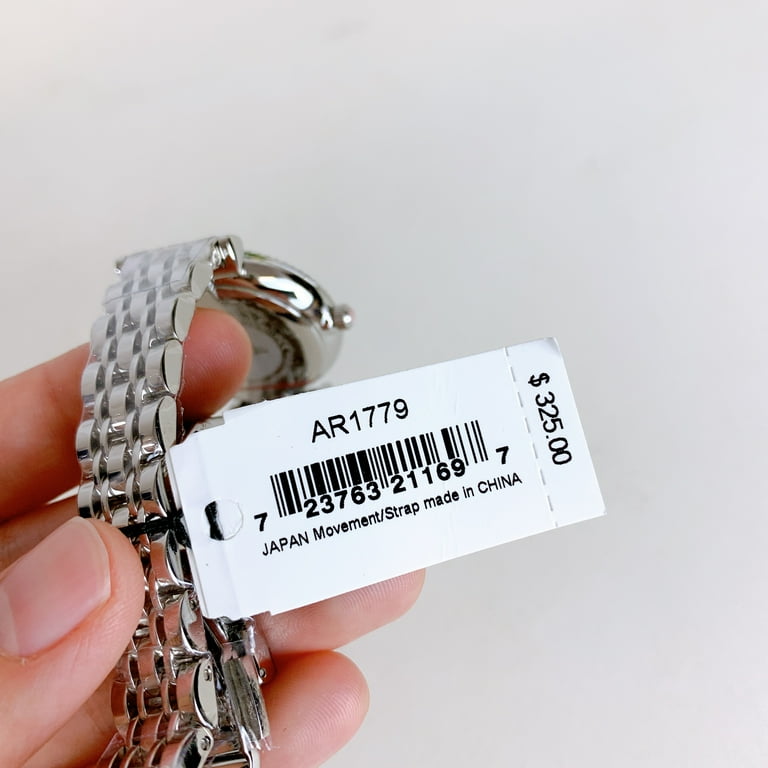 AR1779
7 23763 21169 7
JAPAN Movement/Strap made in CHINA
$ 325.00